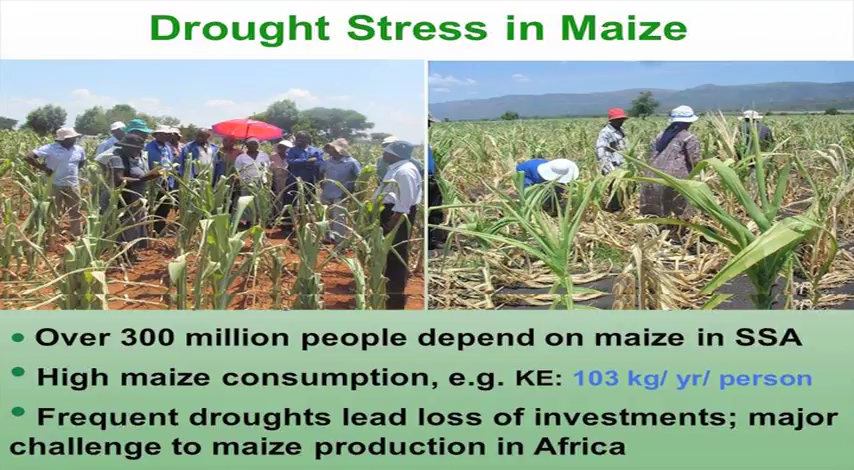 Drought Stress in Maize
• Over 300 million people depend on maize in SSA
• High maize consumption, e.g. KE: 103 kg/ yr/ person
• Frequent droughts lead loss of investments; major
challenge to maize production in Africa